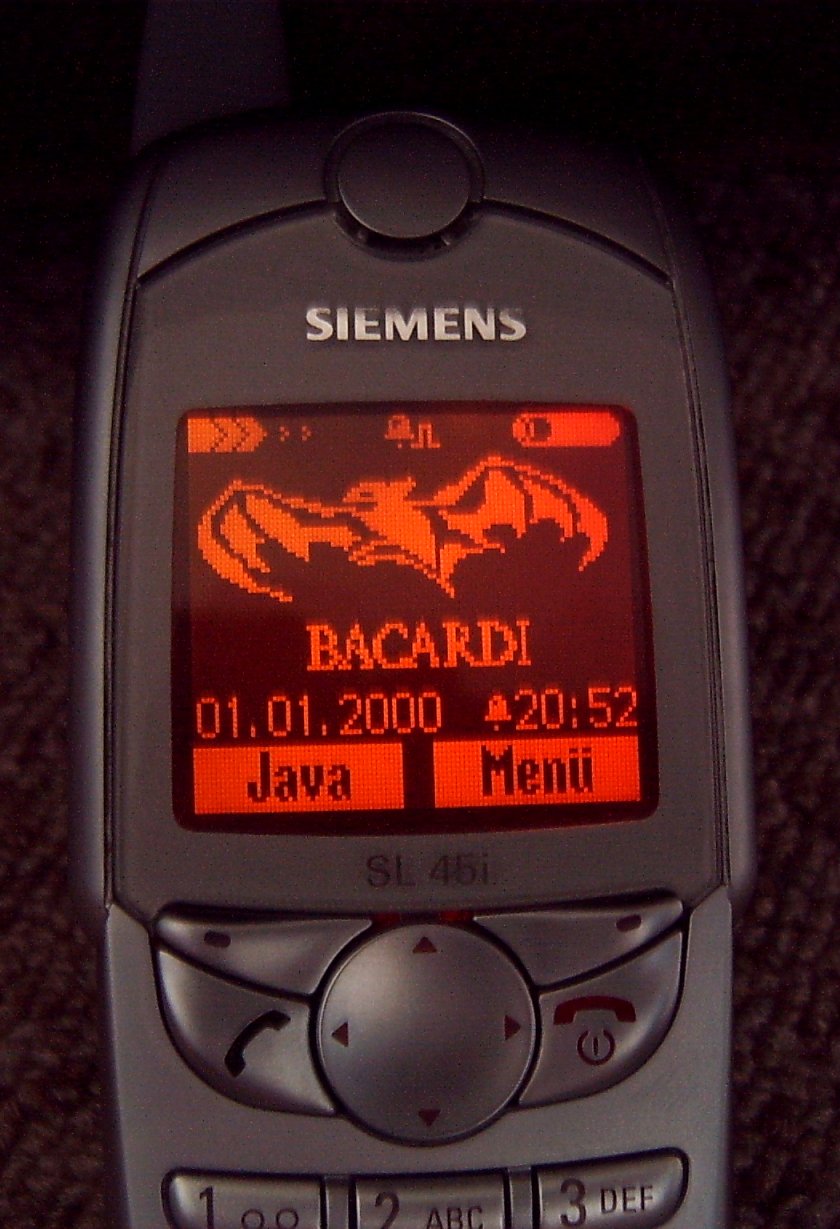 SIEMENS
BACARDI
01.01.2000 20:52
Java Menü
SL 45i
1 2 ABC 3 DEF